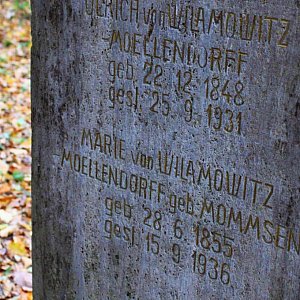 ULRICH von WILAMOWITZ
MOELLENDORFF
geb. 22. 12. 1848
gest. 25. 9. 1931.
MARIE von WILAMOWITZ
MOELLENDORFF geb. MOMMSEN
geb. 28. 6. 1855
gest. 15. 9. 1936.